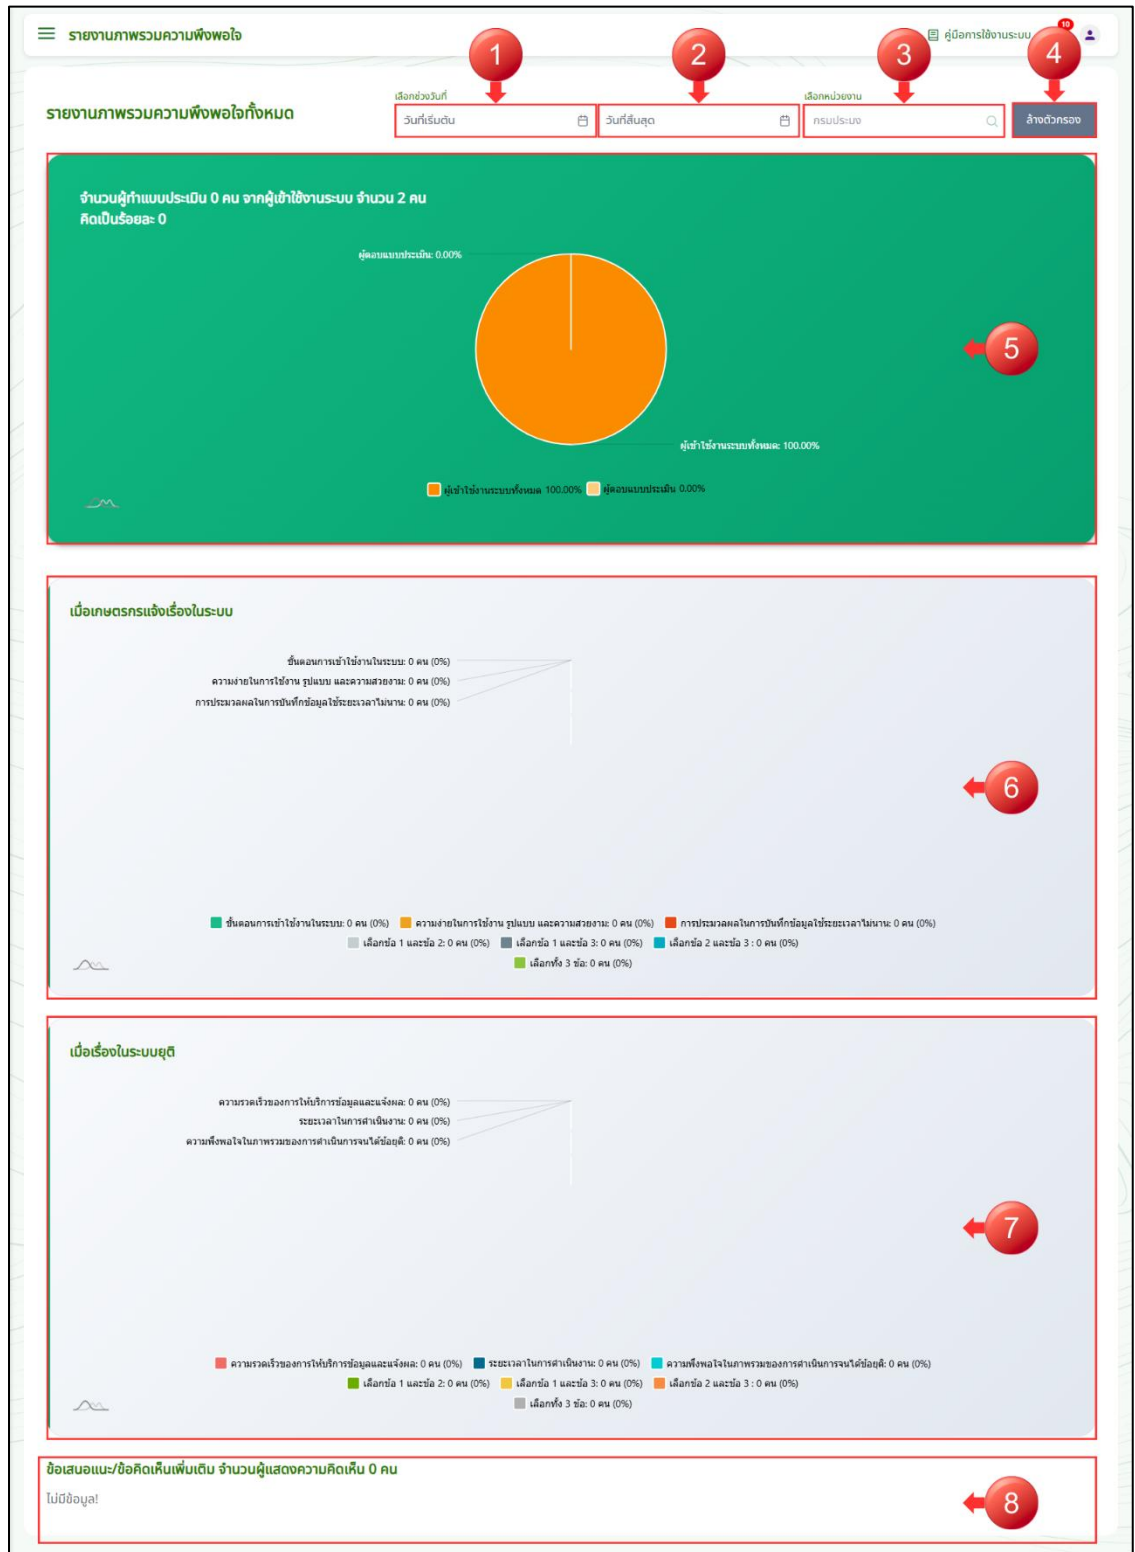 รายงานภาพรวมความพึงพอใจ
คู่มือการใช้งานระบบ
10
1
2
3
4
รายงานภาพรวมความพึงพอใจทั้งหมด
เลือกช่วงวันที่
เลือกหน่วยงาน
วันที่เริ่มต้น
วันที่สิ้นสุด
กรมประมง
ล้างตัวกรอง
จำนวนผู้ทำแบบประเมิน 0 คน จากผู้เข้าใช้งานระบบ จำนวน 2 คน
คิดเป็นร้อยละ 0
ผู้ตอบแบบประเมิน: 0.00%
5
ผู้เข้าใช้งานระบบทั้งหมด: 100.00%
ผู้เข้าใช้งานระบบทั้งหมด 100.00% ผู้ตอบแบบประเมิน 0.00%
เมื่อเกษตรกรแจ้งเรื่องในระบบ
ขั้นตอนการเข้าใช้งานในระบบ: 0 คน (0%)
ความง่ายในการใช้งาน รูปแบบ และความสวยงาม: 0 คน (0%)
การประมวลผลในการบันทึกข้อมูลใช้ระยะเวลาไม่นาน: 0 คน (0%)
6
ขั้นตอนการเข้าใช้งานในระบบ: 0 คน (0%) ความง่ายในการใช้งาน รูปแบบ และความสวยงาม: 0 คน (0%) การประมวลผลในการบันทึกข้อมูลใช้ระยะเวลาไม่นาน: 0 คน (0%)
เลือกข้อ 1 และข้อ 2: 0 คน (0%) เลือกข้อ 1 และข้อ 3: 0 คน (0%) เลือกข้อ 2 และข้อ 3 : 0 คน (0%)
เลือกทั้ง 3 ข้อ: 0 คน (0%)
เมื่อเรื่องในระบบยุติ
ความรวดเร็วของการให้บริการข้อมูลและแจ้งผล: 0 คน (0%)
ระยะเวลาในการดำเนินงาน: 0 คน (0%)
ความพึงพอใจในภาพรวมของการดำเนินการจนได้ข้อยุติ: 0 คน (0%)
7
ความรวดเร็วของการให้บริการข้อมูลและแจ้งผล: 0 คน (0%) ระยะเวลาในการดำเนินงาน: 0 คน (0%) ความพึงพอใจในภาพรวมของการดำเนินการจนได้ข้อยุติ: 0 คน (0%)
เลือกข้อ 1 และข้อ 2: 0 คน (0%) เลือกข้อ 1 และข้อ 3: 0 คน (0%) เลือกข้อ 2 และข้อ 3 : 0 คน (0%)
เลือกทั้ง 3 ข้อ: 0 คน (0%)
ข้อเสนอแนะ/ข้อคิดเห็นเพิ่มเติม จำนวนผู้แสดงความคิดเห็น 0 คน
ไม่มีข้อมูล!
8